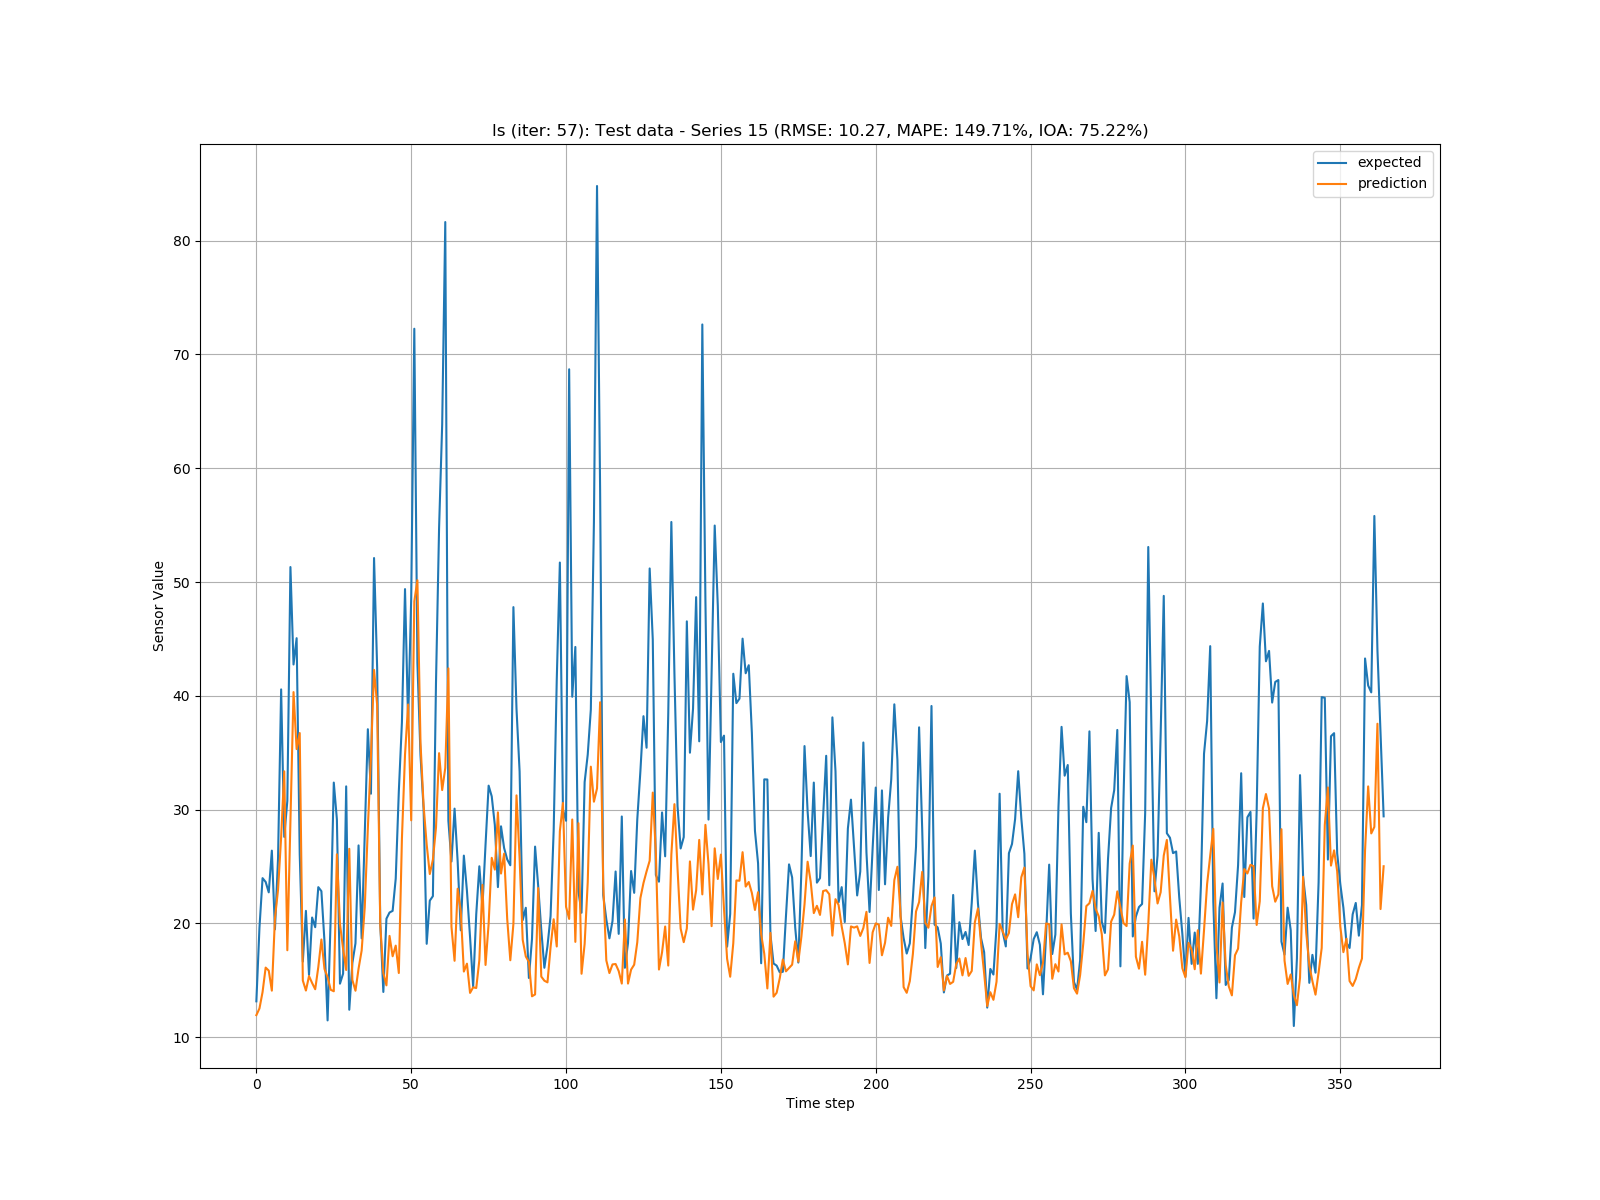 ls (iter: 57): Test data - Series 15 (RMSE: 10.27, MAPE: 149.71%, IOA: 75.22%)
expected
prediction
80
70
60
50
40
30
20
10
Sensor Value
0 50 100 150 200 250 300 350
Time step